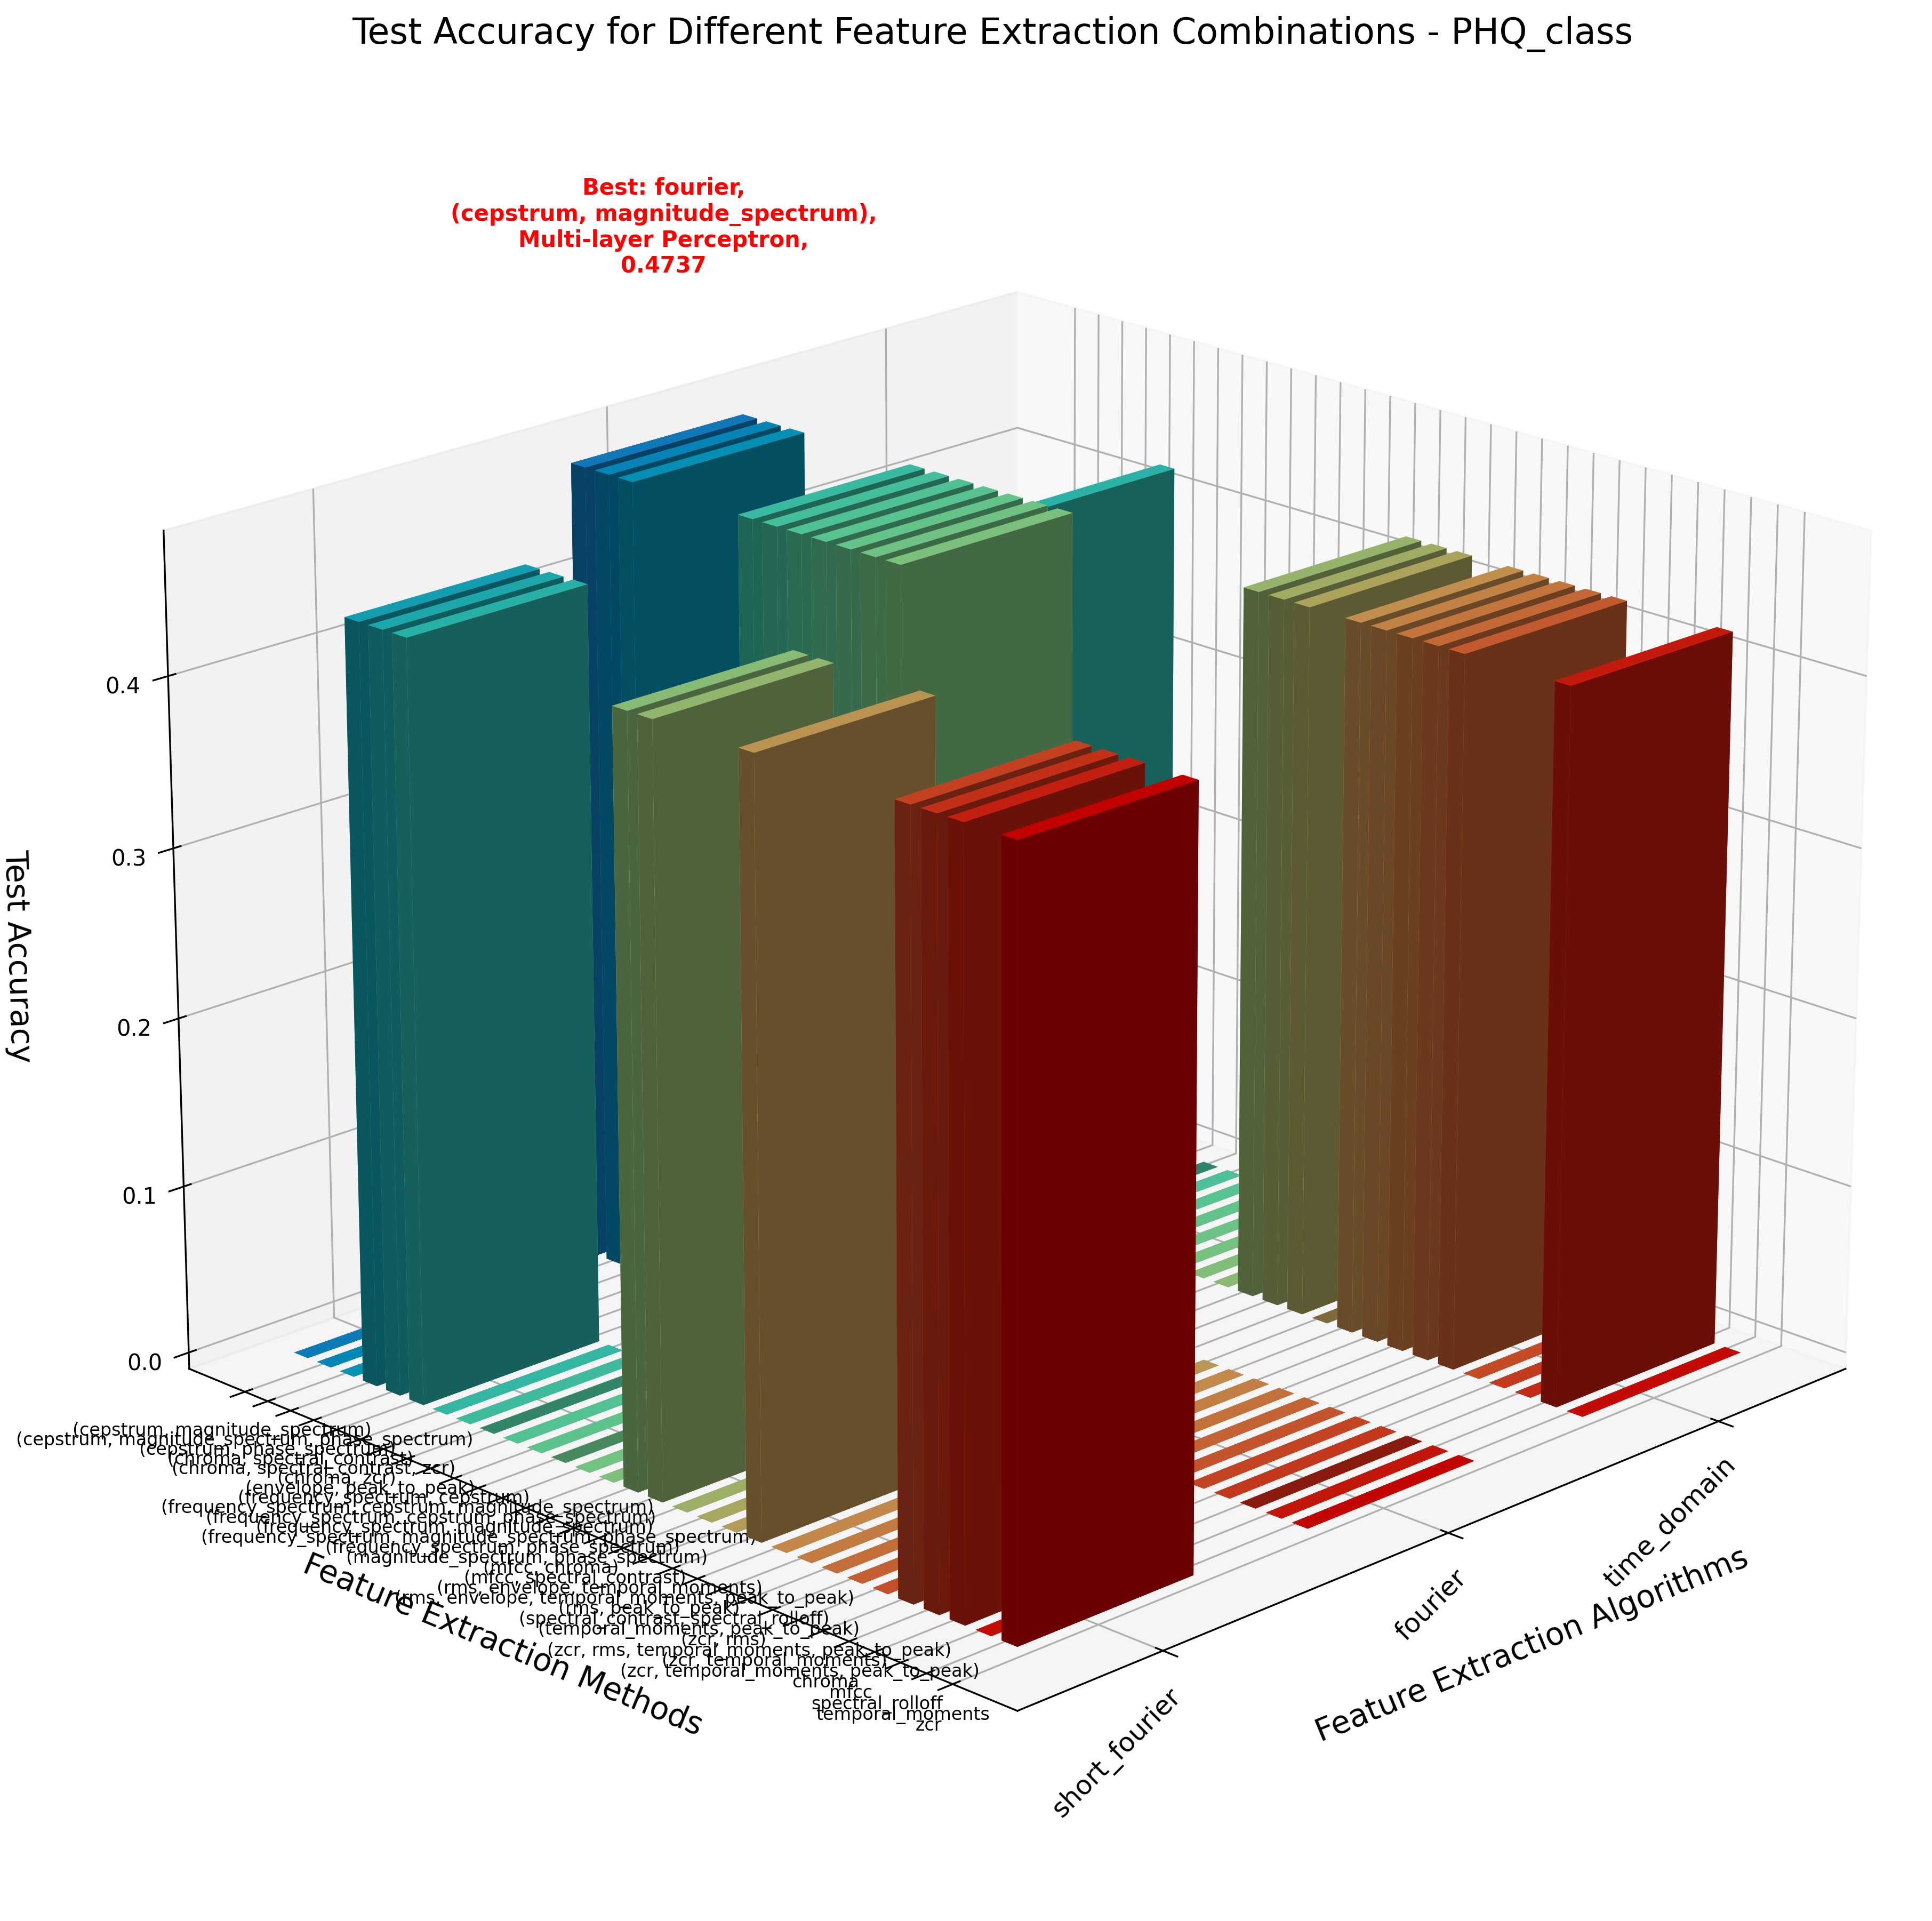 Test Accuracy for Different Feature Extraction Combinations - PHQ_class
Best: fourier,
(cepstrum, magnitude_spectrum),
Multi-layer Perceptron,
0.4737
Test Accuracy
0.4
0.3
0.2
0.1
0.0
(cepstrum, magnitude_spectrum)
(cepstrum, magnitude_spectrum, phase_spectrum)
(cepstrum, phase_spectrum)
(chroma, spectral_contrast)
(chroma, spectral_contrast, zcr)
(chroma, zcr)
(envelope, peak_to_peak)
(frequency_spectrum, cepstrum)
(frequency_spectrum, cepstrum, magnitude_spectrum)
(frequency_spectrum, cepstrum, phase_spectrum)
(frequency_spectrum, magnitude_spectrum)
(frequency_spectrum, magnitude_spectrum, phase_spectrum)
(frequency_spectrum, phase_spectrum)
(magnitude_spectrum, phase_spectrum)
(mfcc, chroma)
(mfcc, spectral_contrast)
(rms, envelope, temporal_moments)
(rms, envelope, temporal_moments, peak_to_peak)
(rms, peak_to_peak)
(spectral_contrast, spectral_rolloff)
(temporal_moments, peak_to_peak)
(zcr, rms)
(zcr, rms, temporal_moments, peak_to_peak)
(zcr, temporal_moments)
(zcr, temporal_moments, peak_to_peak)
chroma
mfcc
spectral_rolloff
temporal_moments
zcr
Feature Extraction Methods
short_fourier
fourier
time_domain
Feature Extraction Algorithms